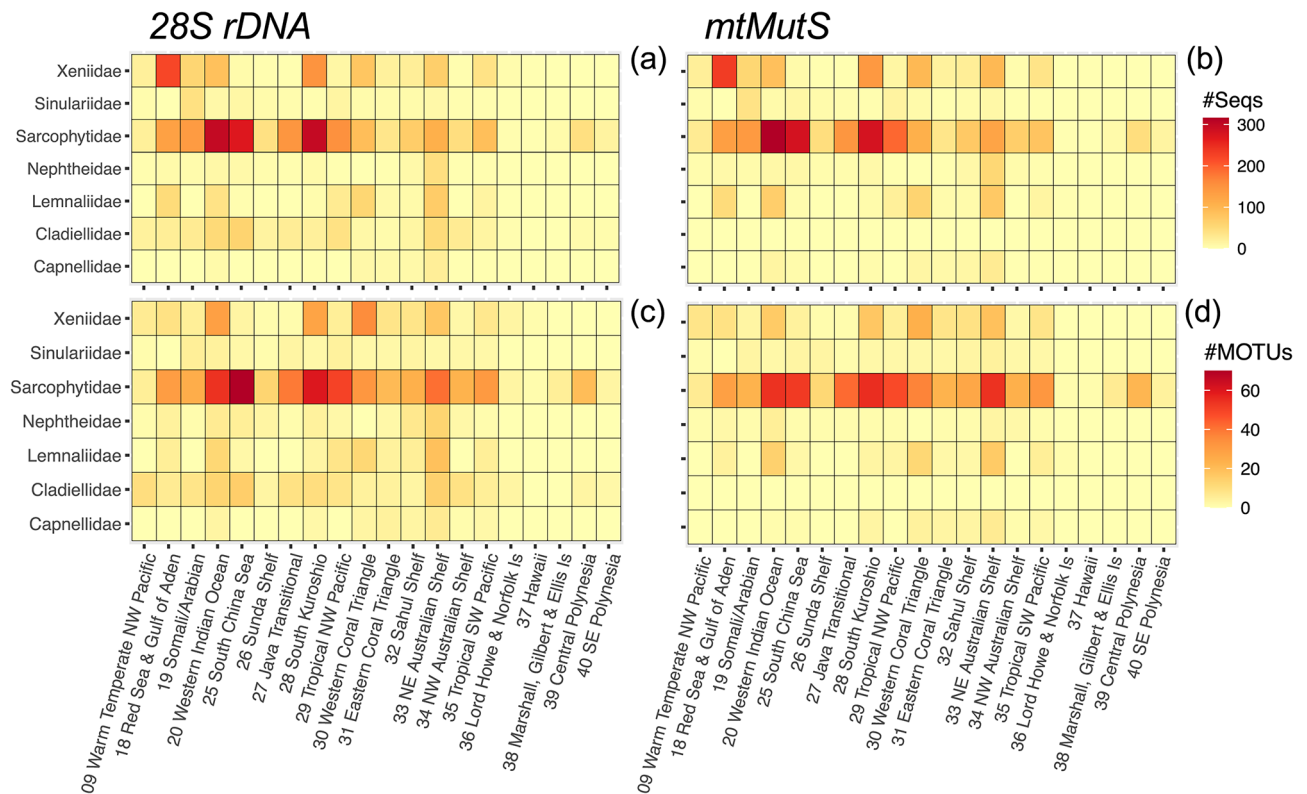 28S rDNA
mtMutS
(a)
(b)
Xeniidae
Sinulariidae
Sarcophytidae
Nephtheidae
Lemnaliidae
Cladiellidae
Capnellidae
#Seqs
300
200
100
0
(c)
(d)
Xeniidae
Sinulariidae
Sarcophytidae
Nephtheidae
Lemnaliidae
Cladiellidae
Capnellidae
#MOTUs
60
40
20
0
09 Warm Temperate NW Pacific
18 Red Sea & Gulf of Aden
19 Somali/Arabian
20 Western Indian Ocean
25 South China Sea
26 Sunda Shelf
27 Java Transitional
28 South Kuroshio
29 Tropical NW Pacific
30 Western Coral Triangle
31 Eastern Coral Triangle
32 Sahul Shelf
33 NE Australian Shelf
34 NW Australian Shelf
35 Tropical SW Pacific
36 Lord Howe & Norfolk Is
37 Hawaii
38 Marshall, Gilbert & Ellis Is
39 Central Polynesia
40 SE Polynesia
09 Warm Temperate NW Pacific
18 Red Sea & Gulf of Aden
19 Somali/Arabian
20 Western Indian Ocean
25 South China Sea
26 Sunda Shelf
27 Java Transitional
28 South Kuroshio
29 Tropical NW Pacific
30 Western Coral Triangle
31 Eastern Coral Triangle
32 Sahul Shelf
33 NE Australian Shelf
34 NW Australian Shelf
35 Tropical SW Pacific
36 Lord Howe & Norfolk Is
37 Hawaii
38 Marshall, Gilbert & Ellis Is
39 Central Polynesia
40 SE Polynesia